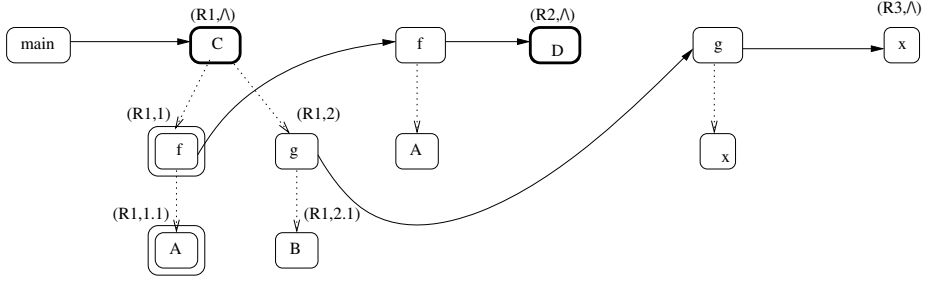 (R1,/\)
(R2,/\)
(R3,/\)
main
C
f
D
g
x
(R1,1)
(R1,2)
f
g
A
x
(R1,1.1)
(R1,2.1)
A
B